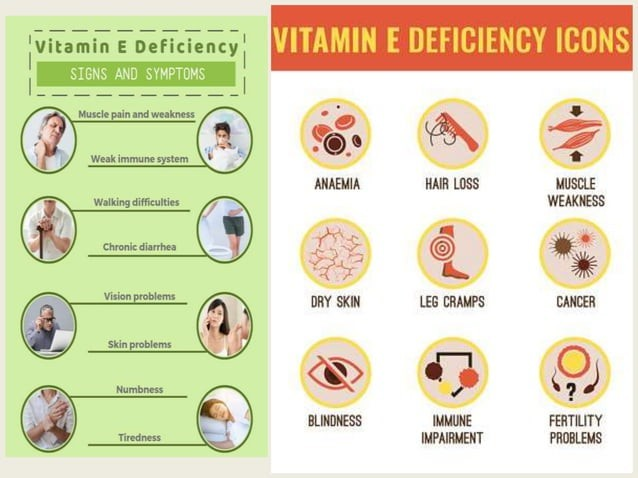 Vitamin E Deficiency
SIGNS AND SYMPTOMS
Muscle pain and weakness
Weak immune system
Walking difficulties
Chronic diarrhea
Vision problems
Skin problems
Numbness
Tiredness
VITAMIN E DEFICIENCY ICONS
ANAEMIA
HAIR LOSS
MUSCLE
WEAKNESS
DRY SKIN
LEG CRAMPS
CANCER
BLINDNESS
IMMUNE
IMPAIRMENT
?
FERTILITY
PROBLEMS